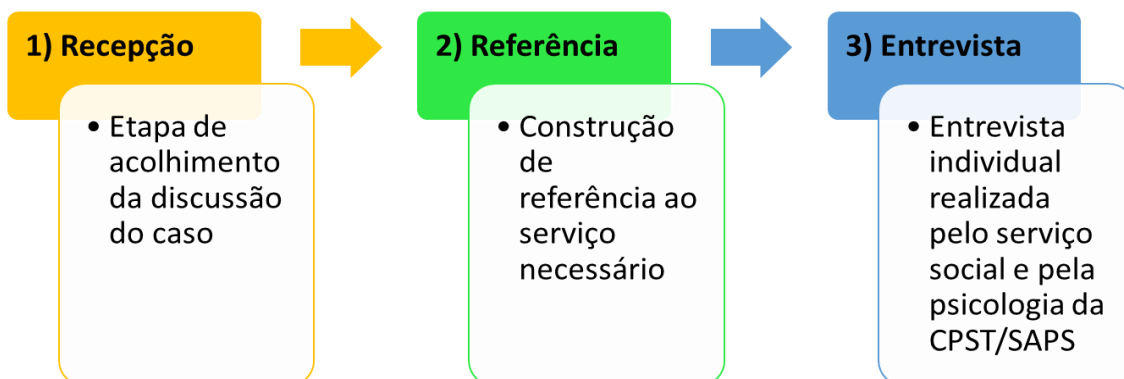 1) Recepção
• Etapa de
acolhimento
da discussão
do caso
2) Referência
• Construção
de
referência ao
serviço
necessário
3) Entrevista
• Entrevista
individual
realizada
pelo serviço
social e pela
psicologia da
CPST/SAPS